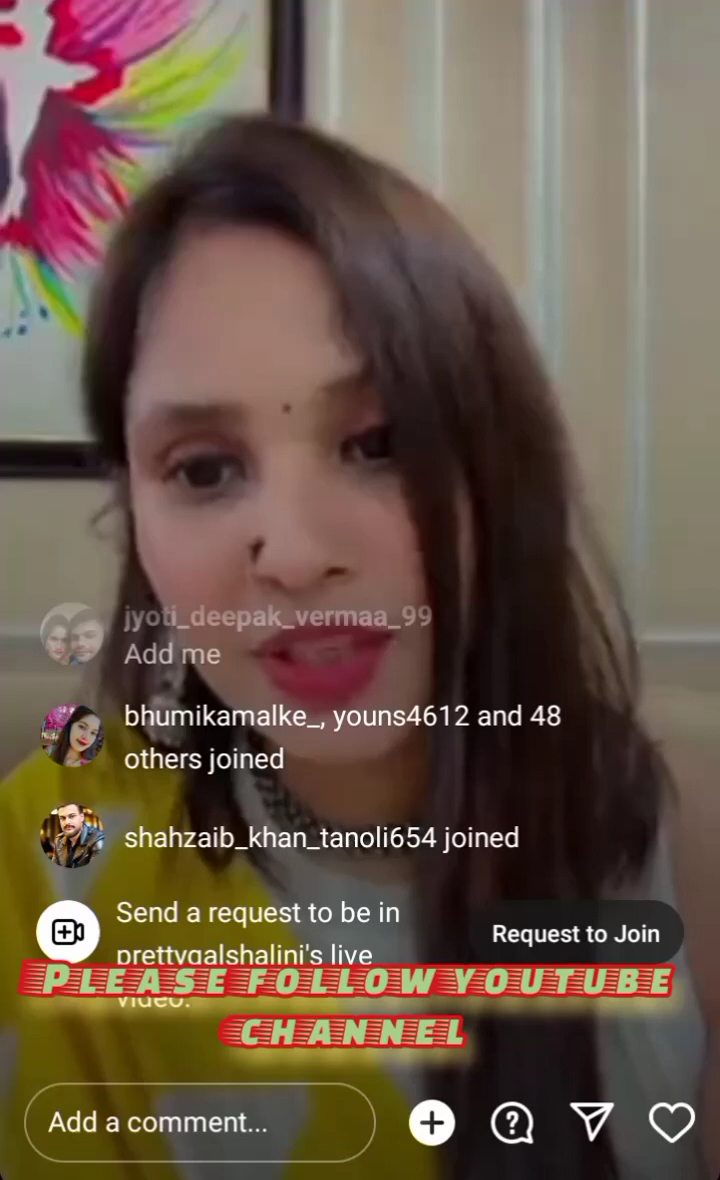 jyoti_deepak_vermaa_99
Add me
bhumikamalke_, youns4612 and 48
others joined
shahzaib_khan_tanoli654 joined
Send a request to be in
prettygalshalini's live
video.
Request to Join
PLEASE FOLLOW YOUTUBE
CHANNEL
Add a comment...